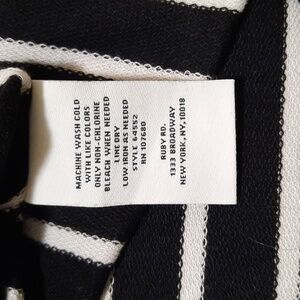 MACHINE WASH COLD
WITH LIKE COLORS
ONLY NON-CHLORINE
BLEACH WHEN NEEDED
LINE DRY
LOW IRON AS NEEDED
STYLE 64552
RN 107680
RUBY RD.
1333 BROADWAY
NEW YORK, NY, 10018